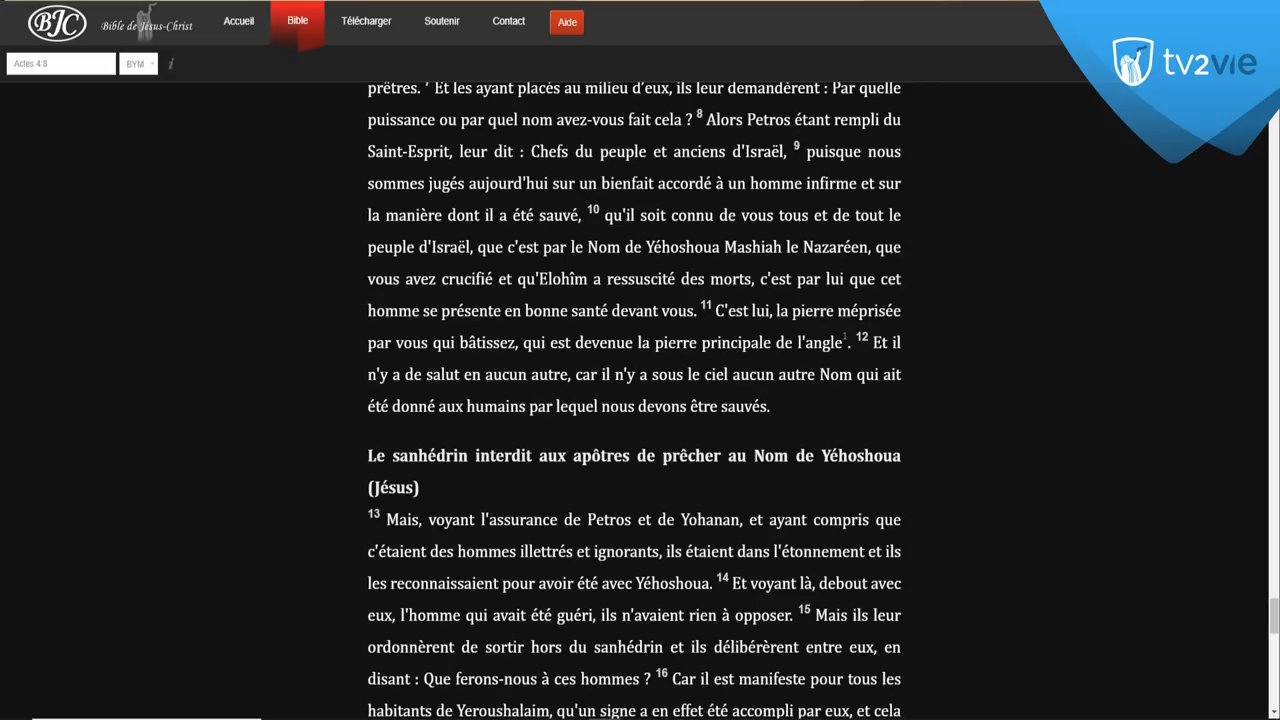 BJC
Bible de Jésus-Christ
Accueil
Bible
Télécharger
Soutenir
Contact
Aide
Actes 4:8
BYM
i
tv2vie
prêtres. 7 Et les ayant placés au milieu d'eux, ils leur demandèrent : Par quelle
puissance ou par quel nom avez-vous fait cela ? 8 Alors Petros étant rempli du
Saint-Esprit, leur dit : Chefs du peuple et anciens d'Israël, 9 puisque nous
sommes jugés aujourd'hui sur un bienfait accordé à un homme infirme et sur
la manière dont il a été sauvé, 10 qu'il soit connu de vous tous et de tout le
peuple d'Israël, que c'est par le Nom de Yéhoshoua Mashiah le Nazaréen, que
vous avez crucifié et qu'Elohîm a ressuscité des morts, c'est par lui que cet
homme se présente en bonne santé devant vous. 11 C'est lui, la pierre méprisée
par vous qui bâtissez, qui est devenue la pierre principale de l'angle1. 12 Et il
n'y a de salut en aucun autre, car il n'y a sous le ciel aucun autre Nom qui ait
été donné aux humains par lequel nous devons être sauvés.
Le sanhédrin interdit aux apôtres de prêcher au Nom de Yéhoshoua
(Jésus)
13 Mais, voyant l'assurance de Petros et de Yohanan, et ayant compris que
c'étaient des hommes illettrés et ignorants, ils étaient dans l'étonnement et ils
les reconnaissaient pour avoir été avec Yéhoshoua. 14 Et voyant là, debout avec
eux, l'homme qui avait été guéri, ils n'avaient rien à opposer. 15 Mais ils leur
ordonnèrent de sortir hors du sanhédrin et ils délibérèrent entre eux, en
disant : Que ferons-nous à ces hommes ? 16 Car il est manifeste pour tous les
habitants de Yeroushalaim, qu'un signe a en effet été accompli par eux, et cela